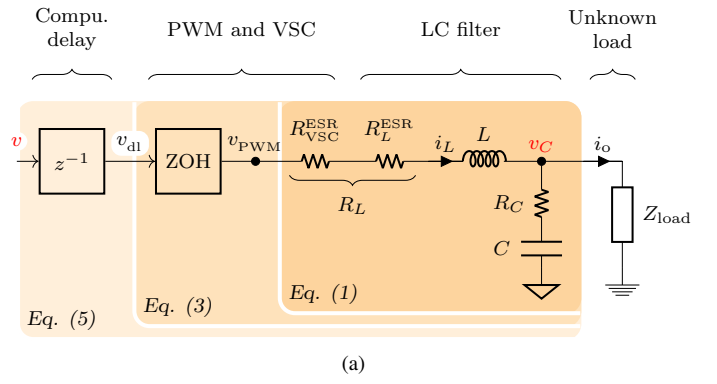 Compu. delay
PWM and VSC
LC filter
Unknown load
v
z⁻¹
v_dl
ZOH
v_PWM
R_VSC^ESR
R_L^ESR
R_L
i_L
L
v_C
i_o
R_C
C
Z_load
Eq. (5)
Eq. (3)
Eq. (1)
(a)